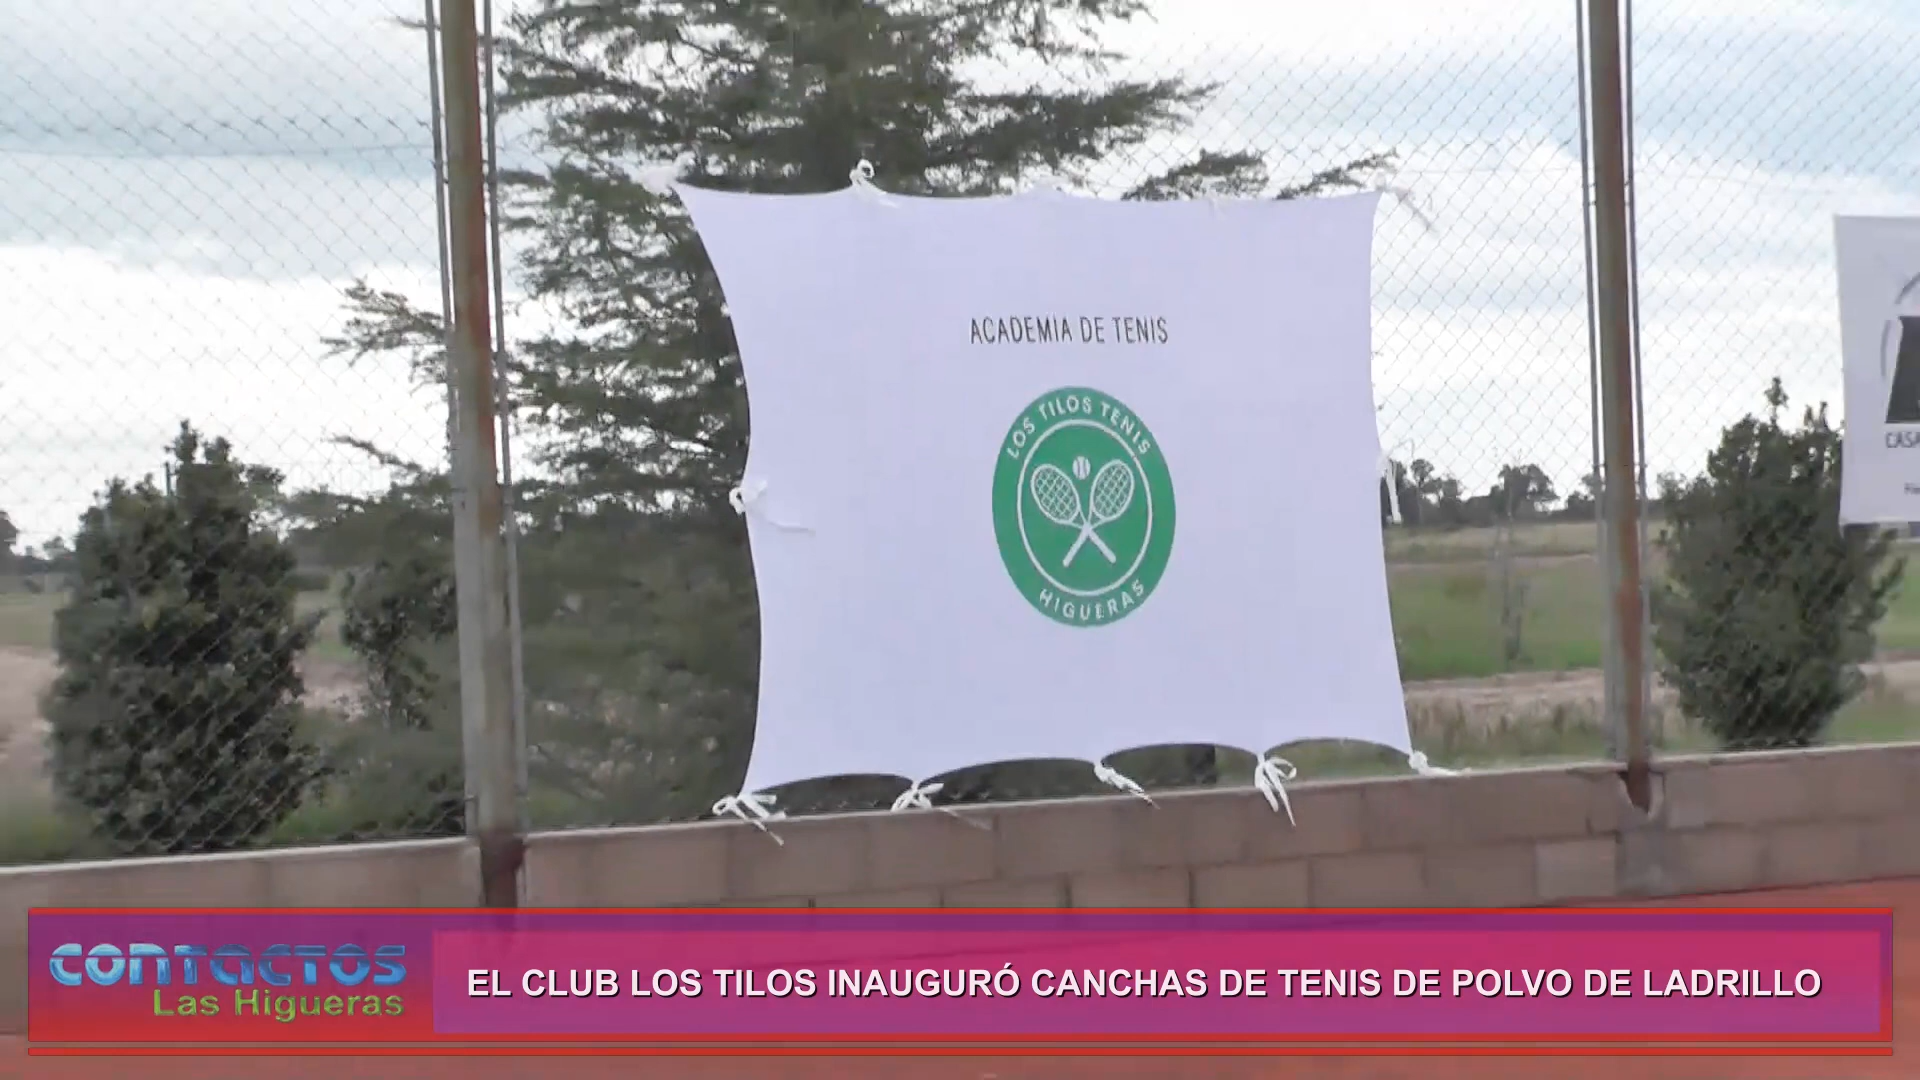 ACADEMIA DE TENIS
LOS TILOS TENIS
HIGUERAS
CONTACTOS
Las Higueras
EL CLUB LOS TILOS INAUGURÓ CANCHAS DE TENIS DE POLVO DE LADRILLO